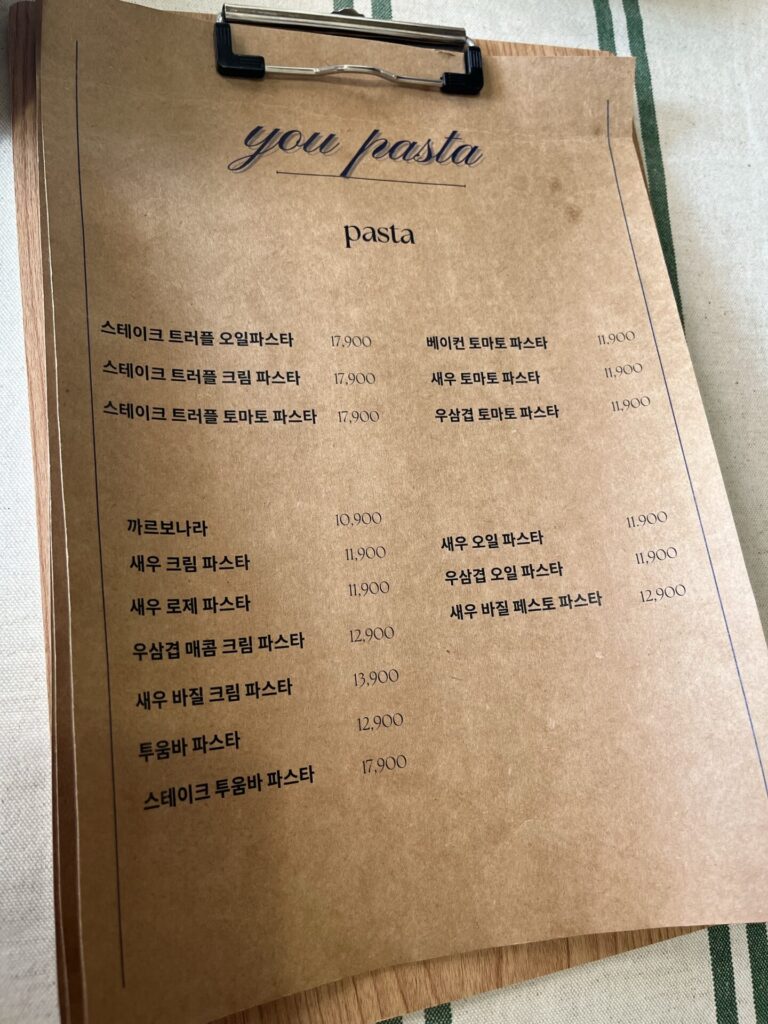 you pasta
pasta
스테이크 트러플 오일파스타 17,900
스테이크 트러플 크림 파스타 17,900
스테이크 트러플 토마토 파스타 17,900
베이컨 토마토 파스타 11,900
새우 토마토 파스타 11,900
우삼겹 토마토 파스타 11,900
까르보나라 10,900
새우 크림 파스타 11,900
새우 로제 파스타 11,900
우삼겹 매콤 크림 파스타 12,900
새우 바질 크림 파스타 13,900
투움바 파스타 12,900
스테이크 투움바 파스타 17,900
새우 오일 파스타 11.900
우삼겹 오일 파스타 11,900
새우 바질 페스토 파스타 12,900